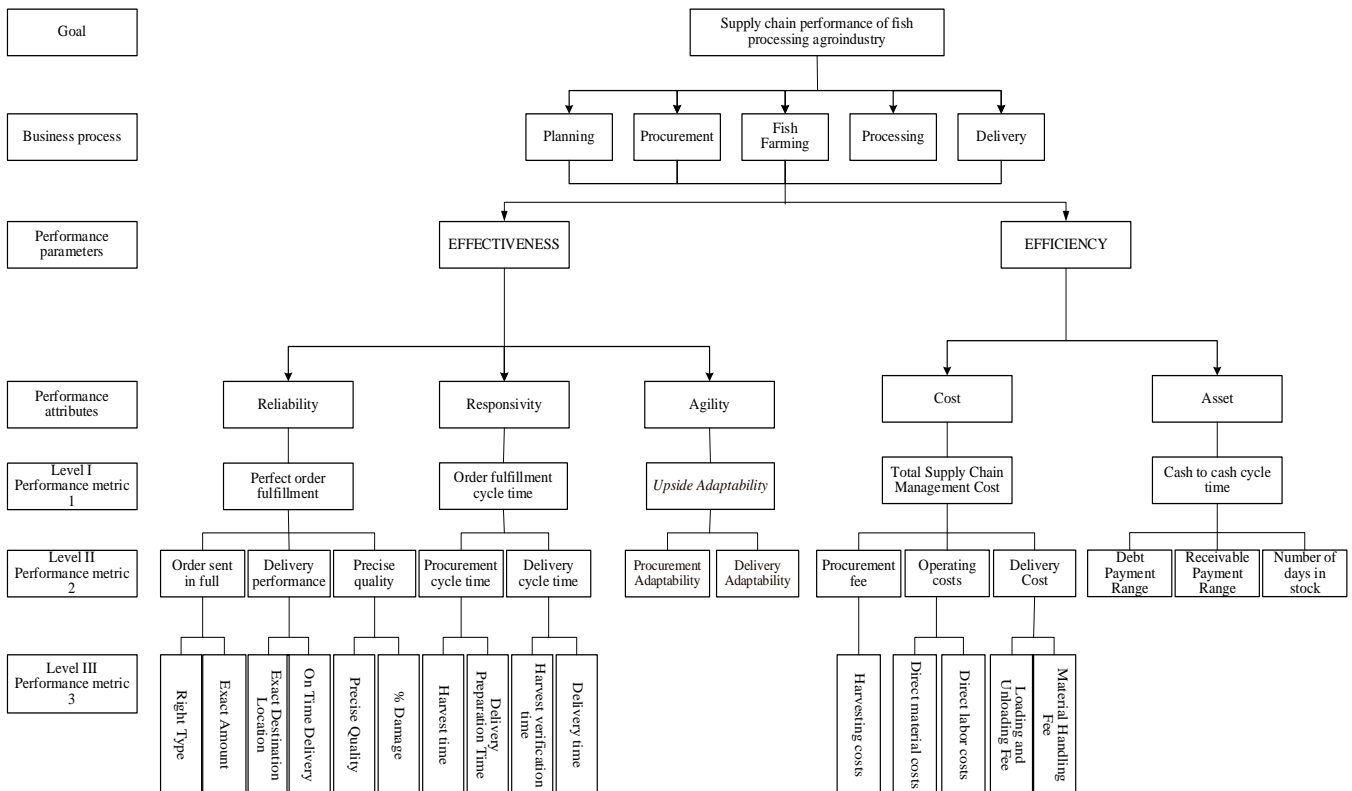 Goal
Supply chain performance of fish
processing agroindustry
Business process
Planning
Procurement
Fish
Farming
Processing
Delivery
Performance
parameters
EFFECTIVENESS
EFFICIENCY
Performance
attributes
Reliability
Responsivity
Agility
Cost
Asset
Level I
Performance metric
1
Perfect order
fulfillment
Order fulfillment
cycle time
Upside Adaptability
Total Supply Chain
Management Cost
Cash to cash cycle
time
Level II
Performance metric
2
Order sent
in full
Delivery
performance
Precise
quality
Procurement
cycle time
Delivery
cycle time
Procurement
Adaptability
Delivery
Adaptability
Procurement
fee
Operating
costs
Delivery
Cost
Debt
Payment
Range
Receivable
Payment
Range
Number of
days in
stock
Level III
Performance metric
3
Right Type
Exact Amount
Exact Destination
Location
On Time Delivery
Precise Quality
% Damage
Harvest time
Delivery
Preparation Time
Harvest verification
time
Delivery time
Harvesting costs
Direct material costs
Direct labor costs
Loading and
Unloading Fee
Material Handling
Fee